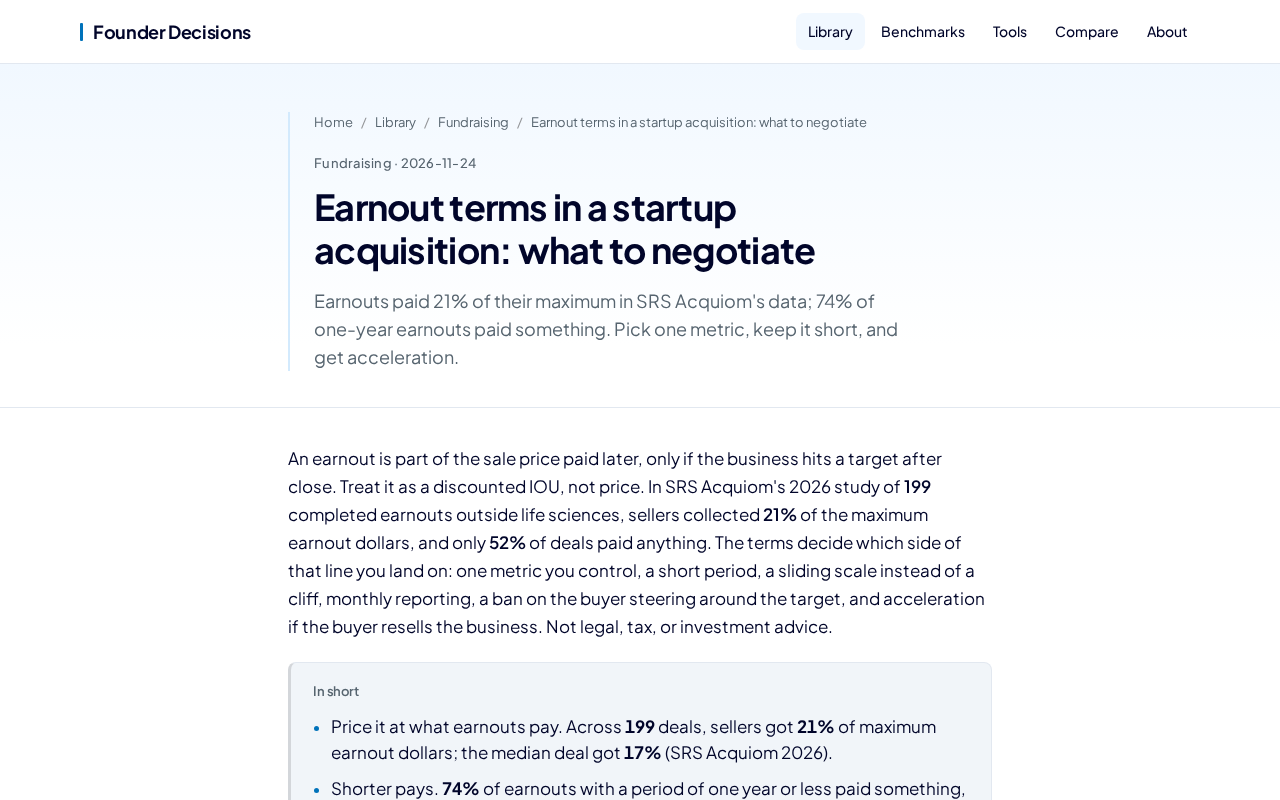 Founder Decisions
Library
Benchmarks
Tools
Compare
About
Home / Library / Fundraising / Earnout terms in a startup acquisition: what to negotiate
Fundraising · 2026-11-24
Earnout terms in a startup
acquisition: what to negotiate
Earnouts paid 21% of their maximum in SRS Acquiom's data; 74% of
one-year earnouts paid something. Pick one metric, keep it short, and
get acceleration.
An earnout is part of the sale price paid later, only if the business hits a target after
close. Treat it as a discounted IOU, not price. In SRS Acquiom's 2026 study of 199
completed earnouts outside life sciences, sellers collected 21% of the maximum
earnout dollars, and only 52% of deals paid anything. The terms decide which side of
that line you land on: one metric you control, a short period, a sliding scale instead of a
cliff, monthly reporting, a ban on the buyer steering around the target, and acceleration
if the buyer resells the business. Not legal, tax, or investment advice.
In short
• Price it at what earnouts pay. Across 199 deals, sellers got 21% of maximum
earnout dollars; the median deal got 17% (SRS Acquiom 2026).
• Shorter pays. 74% of earnouts with a period of one year or less paid something,